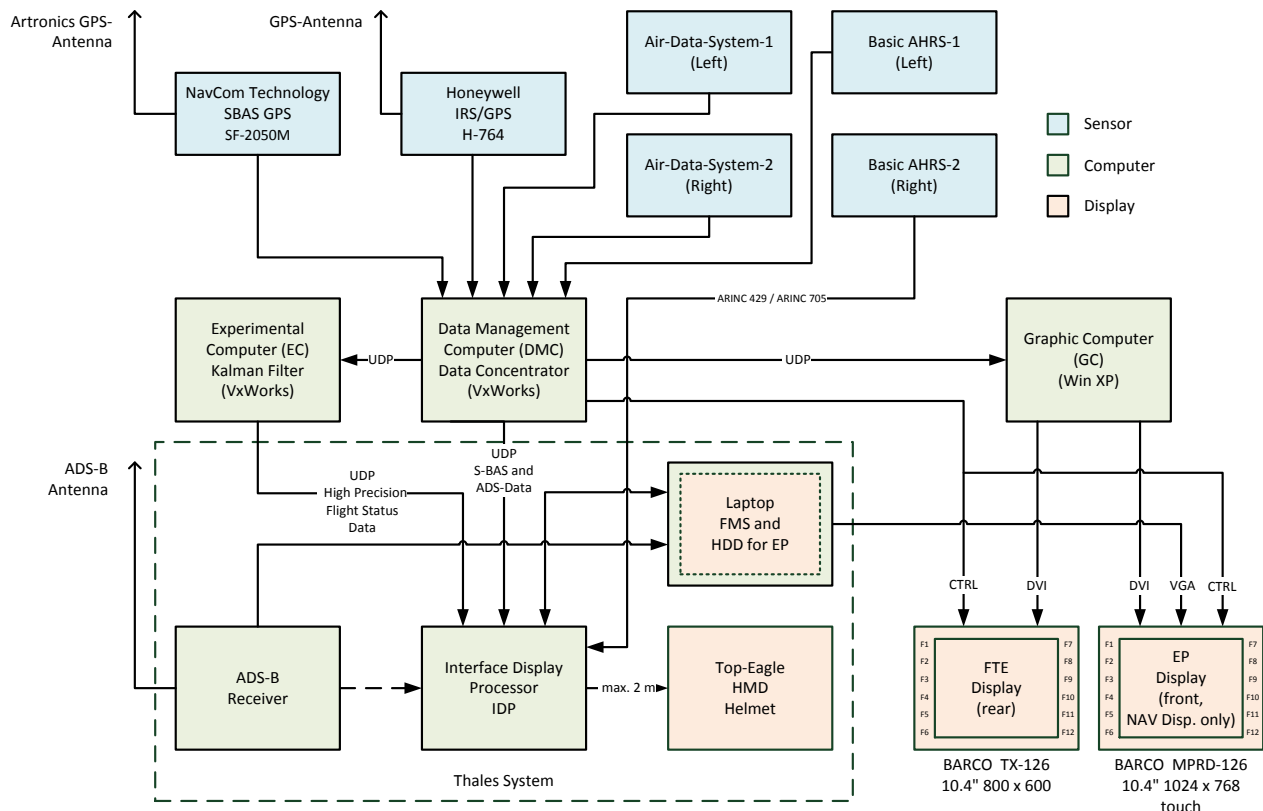 Artronics GPS-
Antenna
GPS-Antenna
NavCom Technology
SBAS GPS
SF-2050M
Honeywell
IRS/GPS
H-764
Air-Data-System-1
(Left)
Basic AHRS-1
(Left)
Air-Data-System-2
(Right)
Basic AHRS-2
(Right)
Sensor
Computer
Display
ARINC 429 / ARINC 705
Experimental
Computer (EC)
Kalman Filter
(VxWorks)
UDP
Data Management
Computer (DMC)
Data Concentrator
(VxWorks)
UDP
Graphic Computer
(GC)
(Win XP)
ADS-B
Antenna
UDP
High Precision
Flight Status
Data
UDP
S-BAS and
ADS-Data
Laptop
FMS and
HDD for EP
CTRL
DVI
DVI
VGA
CTRL
ADS-B
Receiver
Interface Display
Processor
IDP
max. 2 m
Top-Eagle
HMD
Helmet
Thales System
F1
F2
F3
F4
F5
F6
FTE
Display
(rear)
F7
F8
F9
F10
F11
F12
BARCO TX-126
10.4" 800 x 600
F1
F2
F3
F4
F5
F6
EP
Display
(front,
NAV Disp. only)
F7
F8
F9
F10
F11
F12
BARCO MPRD-126
10.4" 1024 x 768
touch